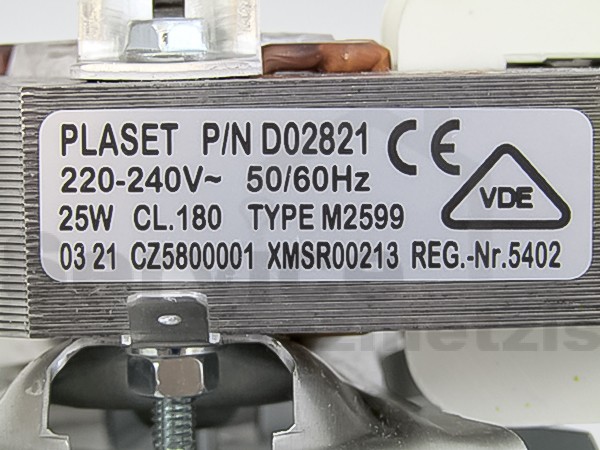 PLASET P/N D02821 CE
220-240V~ 50/60Hz
25W CL.180 TYPE M2599
VDE
03 21 CZ5800001 XMSR00213 REG.-Nr.5402